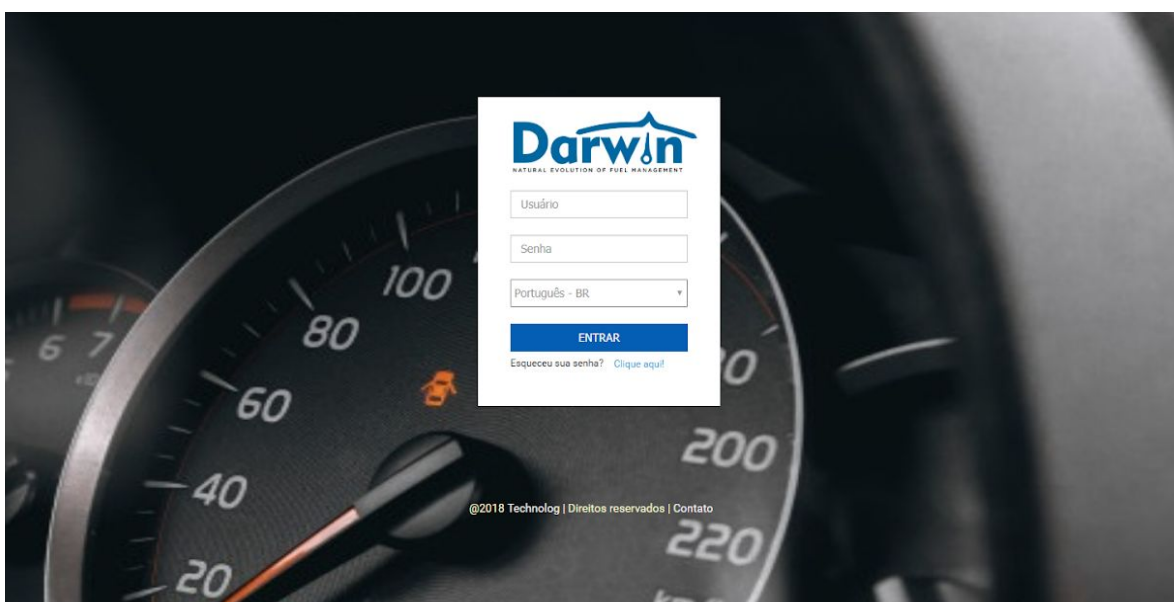 Darwin
NATURAL EVOLUTION OF FUEL MANAGEMENT
Usuário
Senha
Português - BR
ENTRAR
Esqueceu sua senha? Clique aqui!
100
80
6 7
60
40
20
200
220
@2018 Technolog | Direitos reservados | Contato